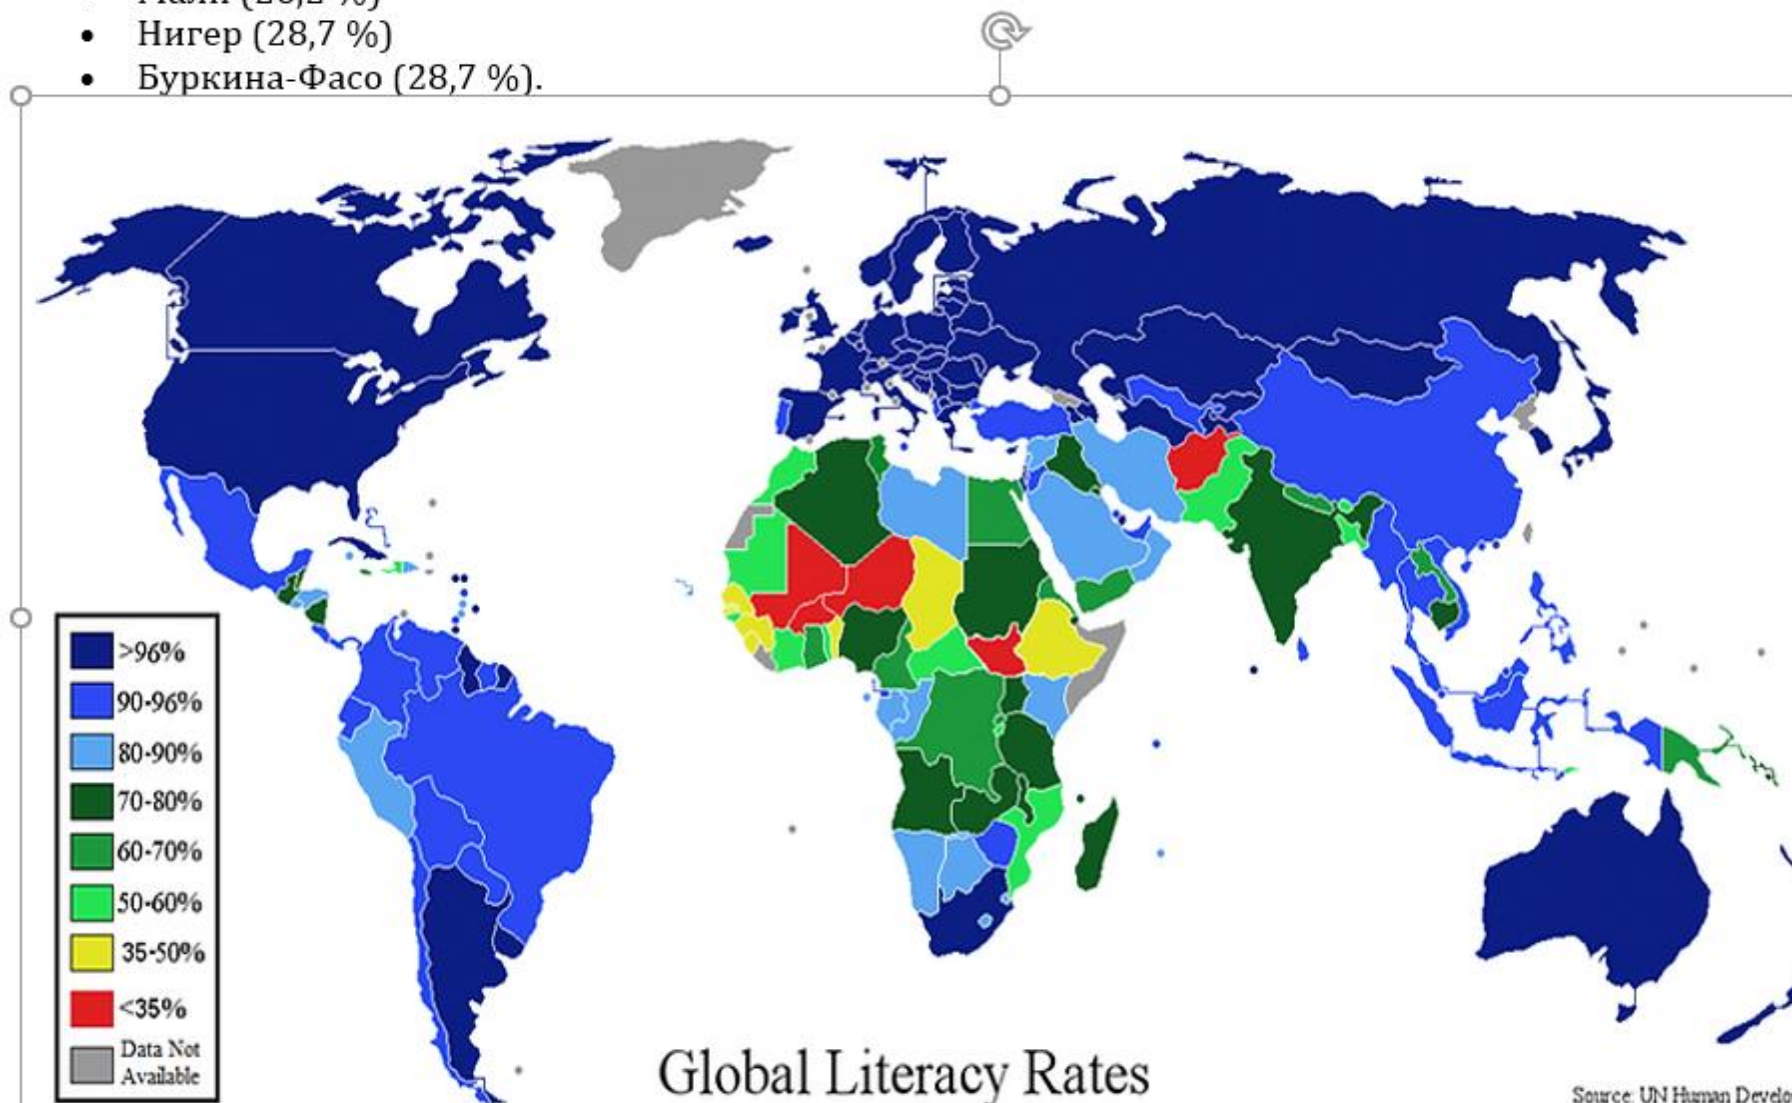 • Нигер (28,7 %)
• Буркина-Фасо (28,7 %).
>96%
90-96%
80-90%
70-80%
60-70%
50-60%
35-50%
<35%
Data Not
Available
Global Literacy Rates
Source: UN Human Develo